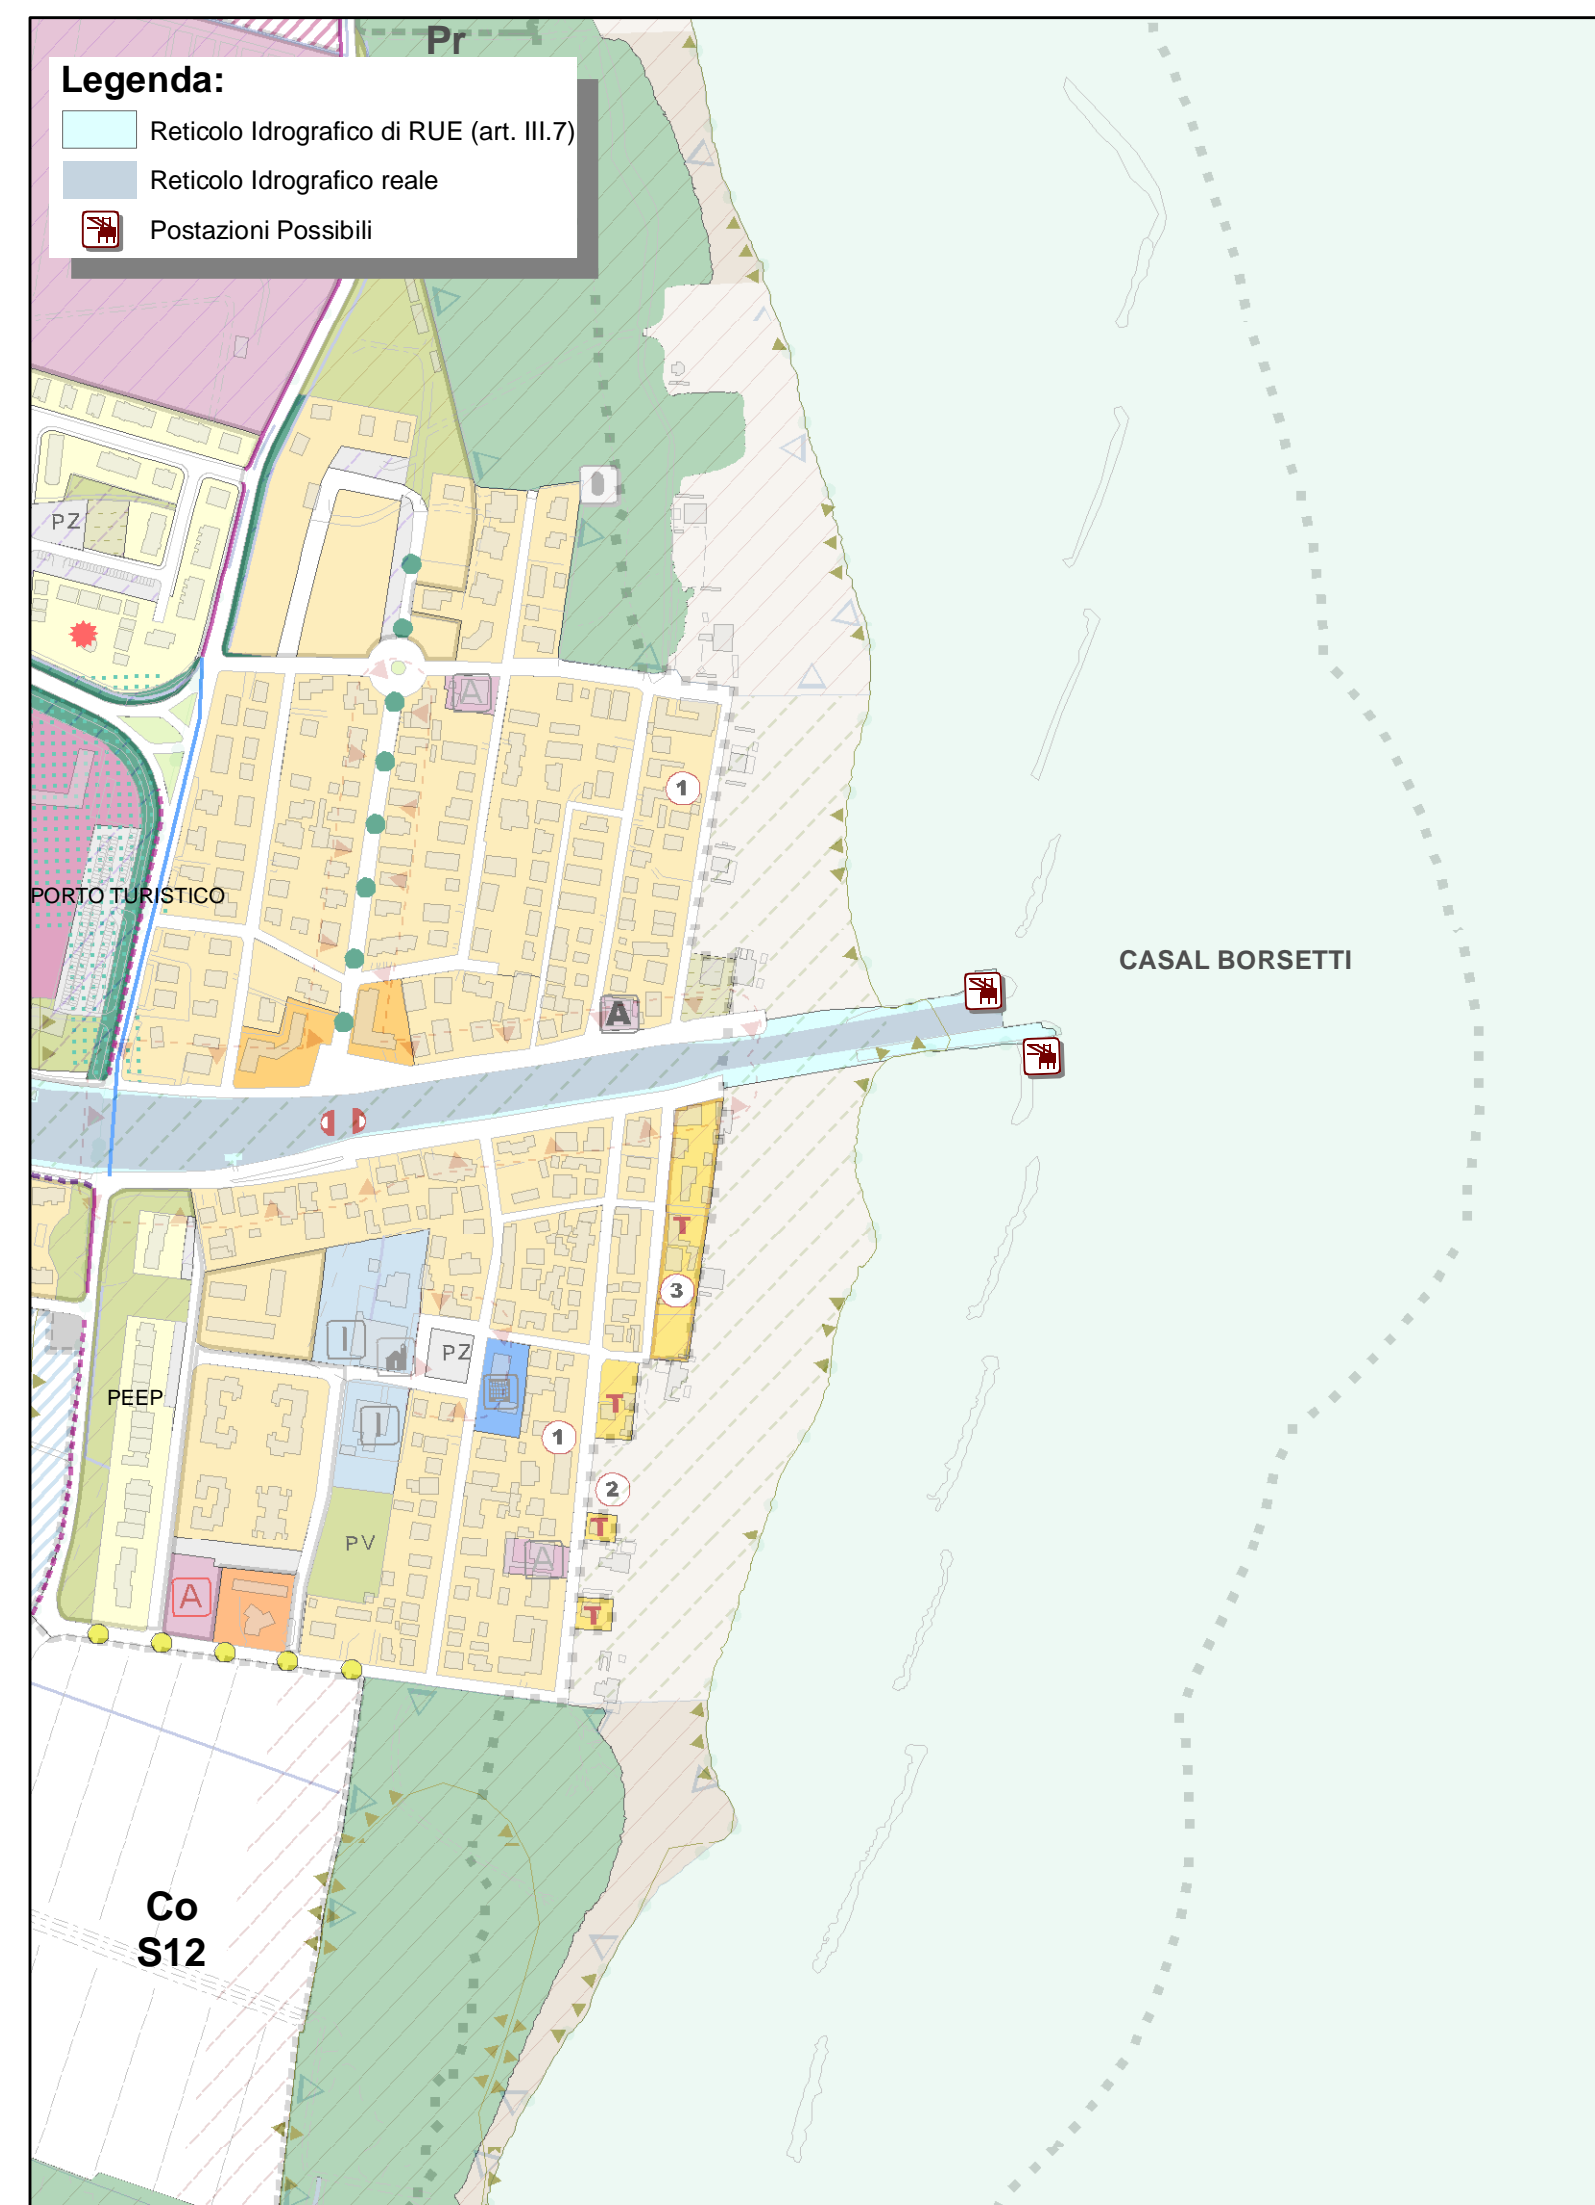 Pr
Legenda:
Reticolo Idrografico di RUE (art. III.7)
Reticolo Idrografico reale
Postazioni Possibili
PZ
A
1
PORTO TURISTICO
CASAL BORSETTI
A
T
3
I
PZ
PEEP
T
I
1
2
T
PV
A
A
T
Co
S12